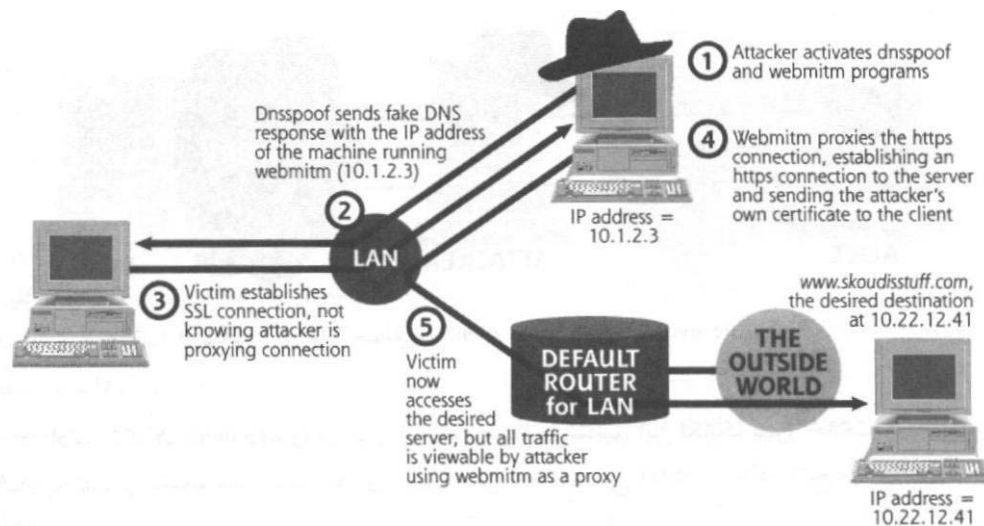 1 Attacker activates dnsspoof
and webmitm programs
Dnsspoof sends fake DNS
response with the IP address
of the machine running
webmitm (10.1.2.3)
4 Webmitm proxies the https
connection, establishing an
https connection to the server
and sending the attacker's
own certificate to the client
IP address =
10.1.2.3
2
LAN
3 Victim establishes
SSL connection, not
knowing attacker is
proxying connection
www.skoudisstuff.com,
the desired destination
at 10.22.12.41
5
Victim
now
accesses
the desired
server, but all traffic
is viewable by attacker
using webmitm as a proxy
DEFAULT
ROUTER
for LAN
THE
OUTSIDE
WORLD
IP address =
10.22.12.41